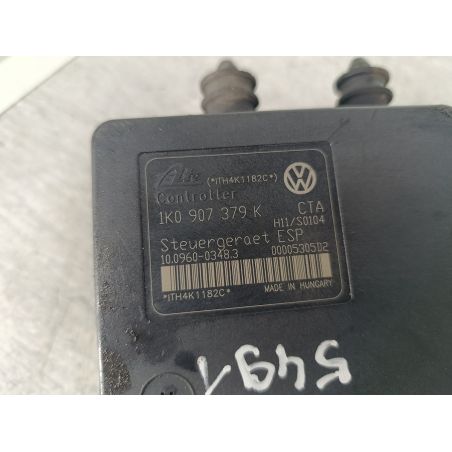 Ate (*ITH4K1182C*)
Controller
1K0 907 379 K CTA
H11/S0104
Steuergeraet ESP
10.0960-0348.3 00005305D2
*ITH4K1182C* MADE IN HUNGARY
5491